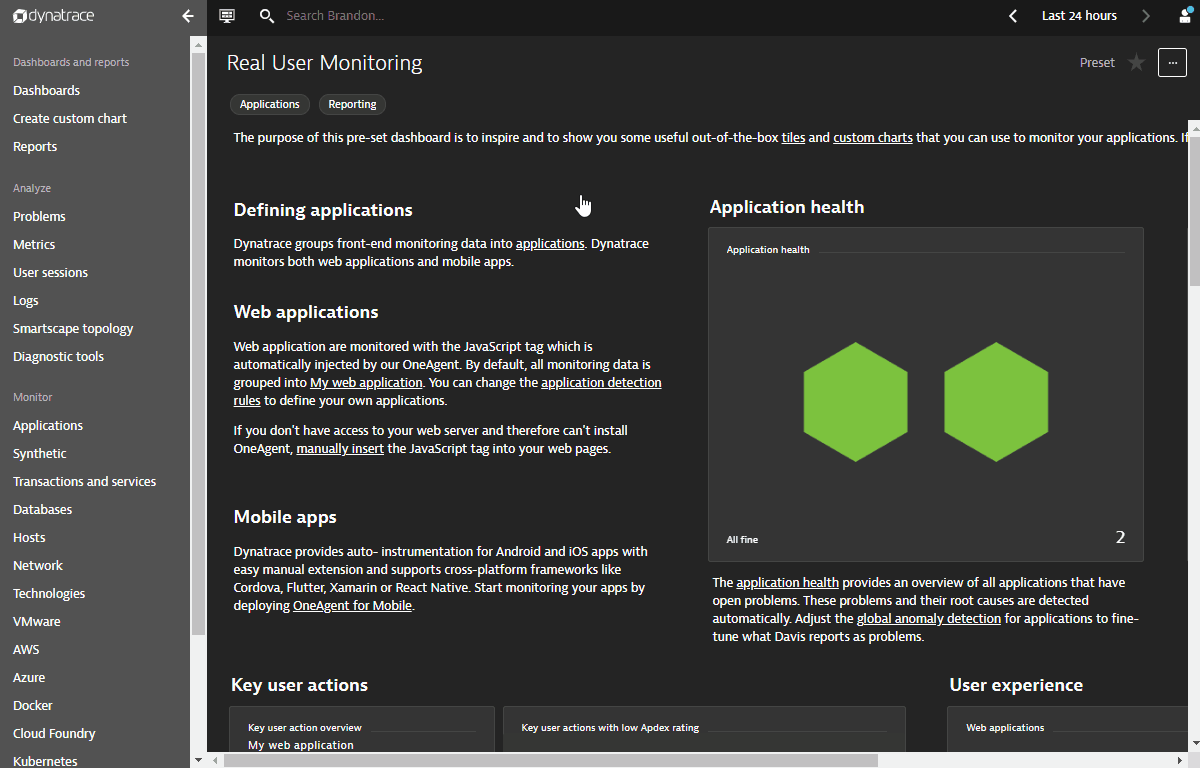 dynatrace
Search Brandon...
Last 24 hours
Dashboards and reports
Dashboards
Create custom chart
Reports
Analyze
Problems
Metrics
User sessions
Logs
Smartscape topology
Diagnostic tools
Monitor
Applications
Synthetic
Transactions and services
Databases
Hosts
Network
Technologies
VMware
AWS
Azure
Docker
Cloud Foundry
Kubernetes
Real User Monitoring
Preset
...
Applications
Reporting
The purpose of this pre-set dashboard is to inspire and to show you some useful out-of-the-box tiles and custom charts that you can use to monitor your applications. If
Defining applications
Dynatrace groups front-end monitoring data into applications. Dynatrace
monitors both web applications and mobile apps.
Web applications
Web application are monitored with the JavaScript tag which is
automatically injected by our OneAgent. By default, all monitoring data is
grouped into My web application. You can change the application detection
rules to define your own applications.
If you don't have access to your web server and therefore can't install
OneAgent, manually insert the JavaScript tag into your web pages.
Mobile apps
Dynatrace provides auto- instrumentation for Android and iOS apps with
easy manual extension and supports cross-platform frameworks like
Cordova, Flutter, Xamarin or React Native. Start monitoring your apps by
deploying OneAgent for Mobile.
Application health
Application health
All fine
2
The application health provides an overview of all applications that have
open problems. These problems and their root causes are detected
automatically. Adjust the global anomaly detection for applications to fine-
tune what Davis reports as problems.
Key user actions
Key user action overview
My web application
Key user actions with low Apdex rating
User experience
Web applications